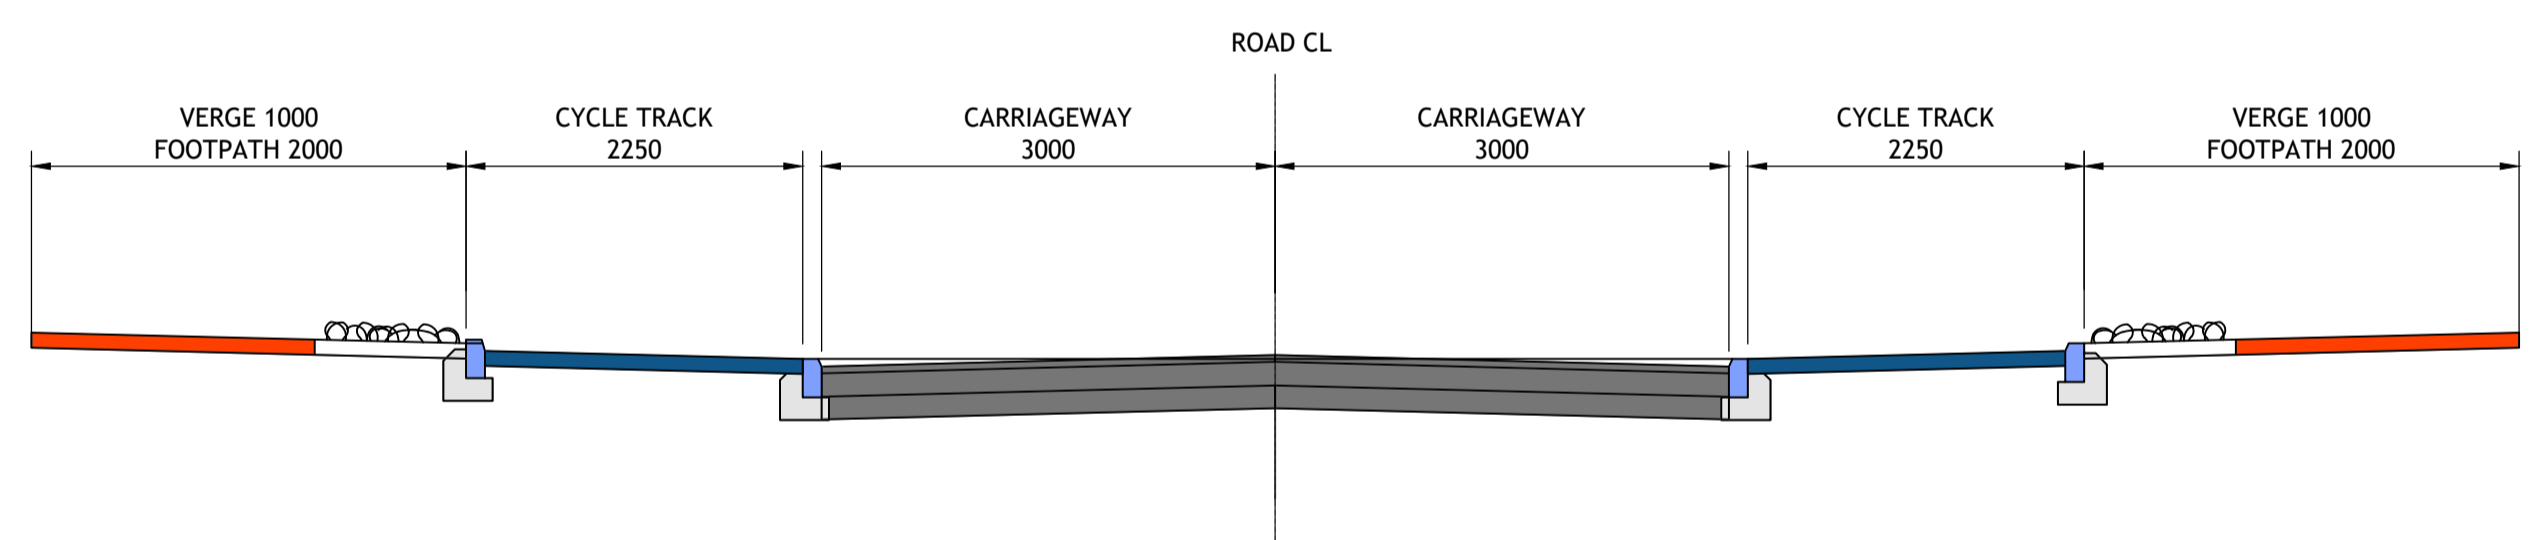 ROAD CL
VERGE 1000
FOOTPATH 2000
CYCLE TRACK
2250
CARRIAGEWAY
3000
CARRIAGEWAY
3000
CYCLE TRACK
2250
VERGE 1000
FOOTPATH 2000